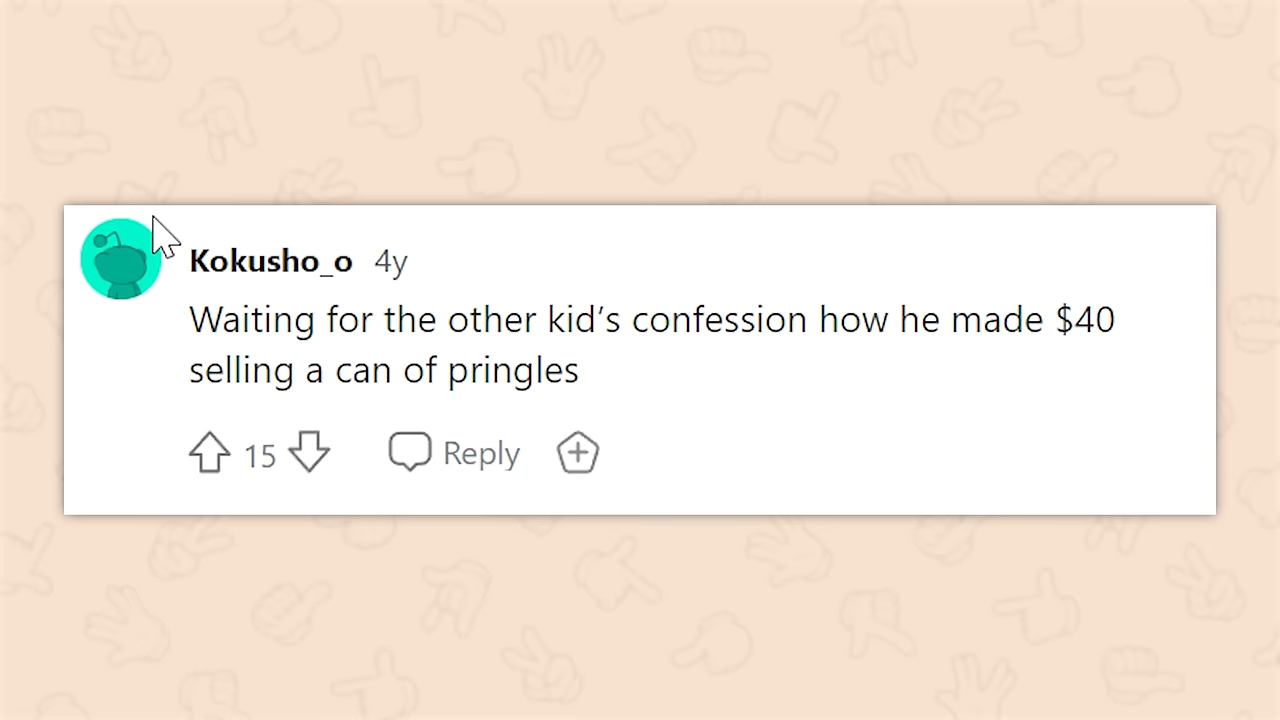 Kokusho_o 4y
Waiting for the other kid’s confession how he made $40
selling a can of pringles
15 Reply